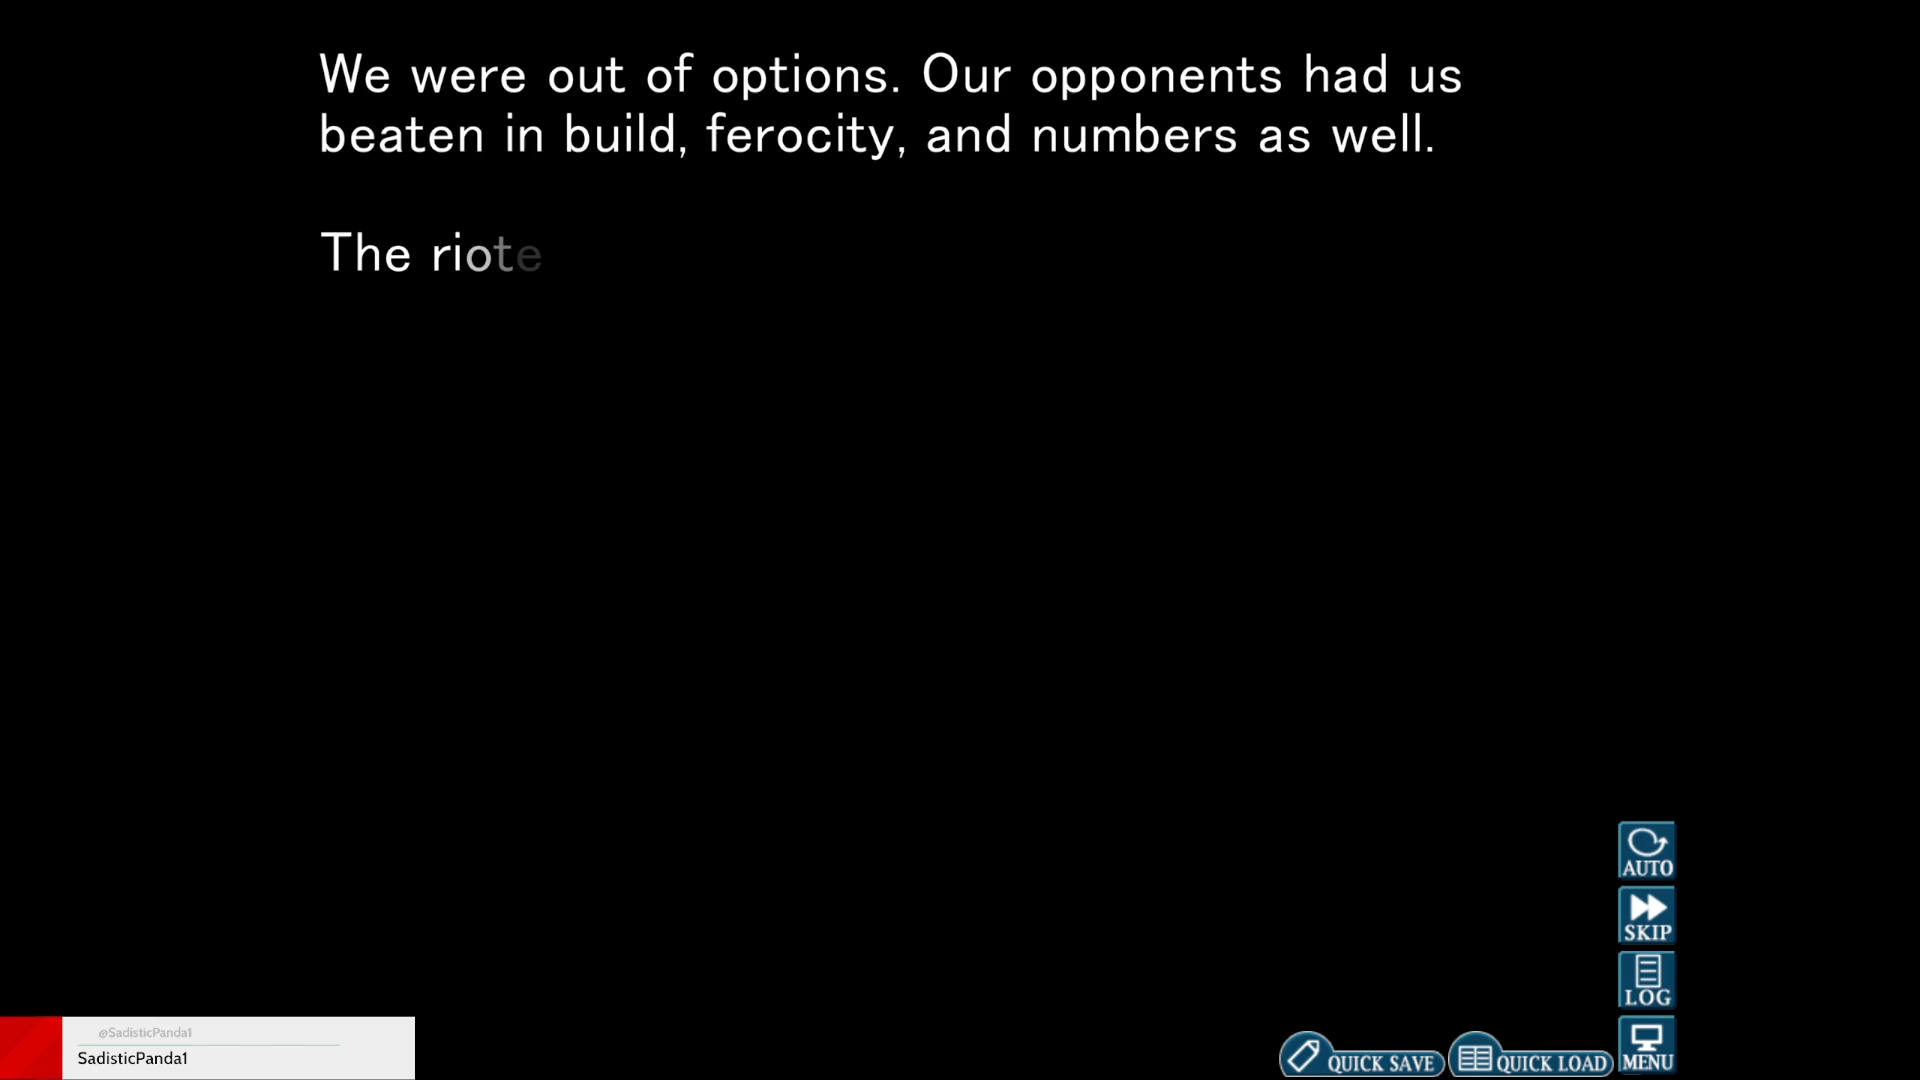 We were out of options. Our opponents had us
beaten in build, ferocity, and numbers as well.
The riote
AUTO
SKIP
LOG
MENU
QUICK SAVE
QUICK LOAD
@SadisticPanda1
SadisticPanda1